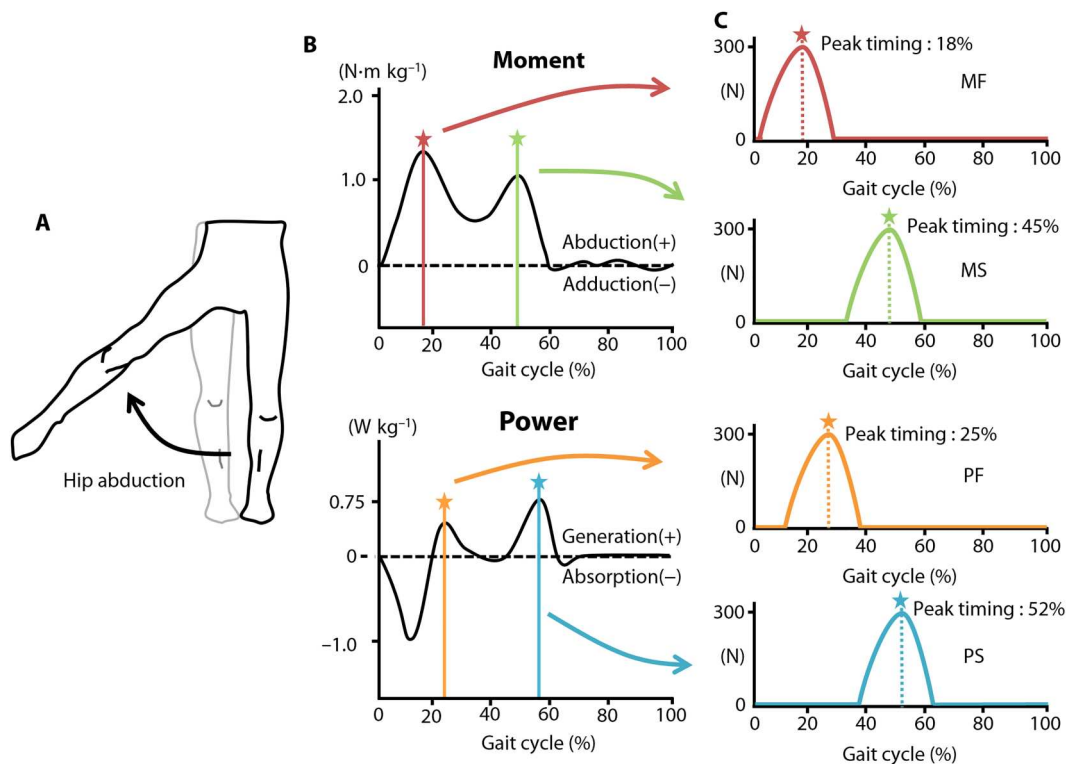 A
Hip abduction
B
Moment
(N·m kg⁻¹)
2.0
1.0
0
Abduction(+)
Adduction(−)
0 20 40 60 80 100
Gait cycle (%)
Power
(W kg⁻¹)
0.75
0
−1.0
Generation(+)
Absorption(−)
0 20 40 60 80 100
Gait cycle (%)
C
Peak timing : 18%
300
(N)
MF
0
0 20 40 60 80 100
Gait cycle (%)
Peak timing : 45%
300
(N)
MS
0
0 20 40 60 80 100
Gait cycle (%)
Peak timing : 25%
300
(N)
PF
0
0 20 40 60 80 100
Gait cycle (%)
Peak timing : 52%
300
(N)
PS
0
0 20 40 60 80 100
Gait cycle (%)